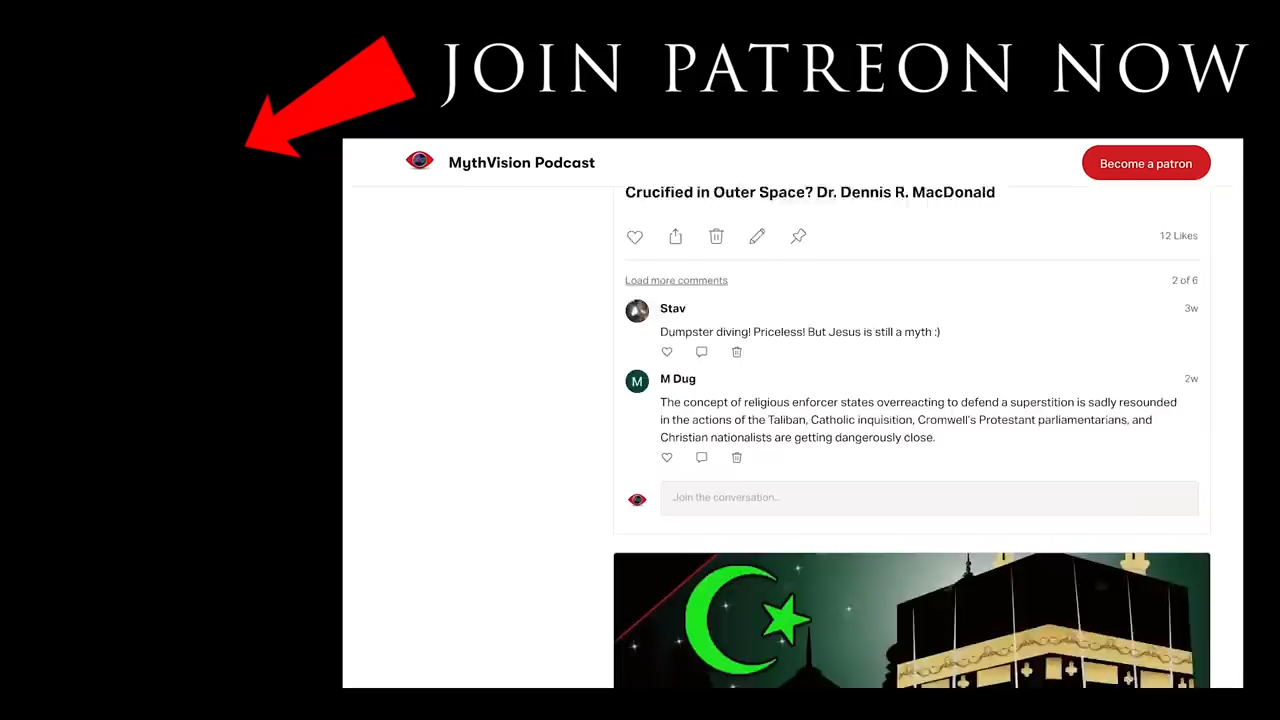 JOIN PATREON NOW
MythVision Podcast
Become a patron
Crucified in Outer Space? Dr. Dennis R. MacDonald
12 Likes
Load more comments
2 of 6
Stav
3w
Dumpster diving! Priceless! But Jesus is still a myth :)
M
M Dug
2w
The concept of religious enforcer states overreacting to defend a superstition is sadly resounded
in the actions of the Taliban, Catholic inquisition, Cromwell's Protestant parliamentarians, and
Christian nationalists are getting dangerously close.
Join the conversation...